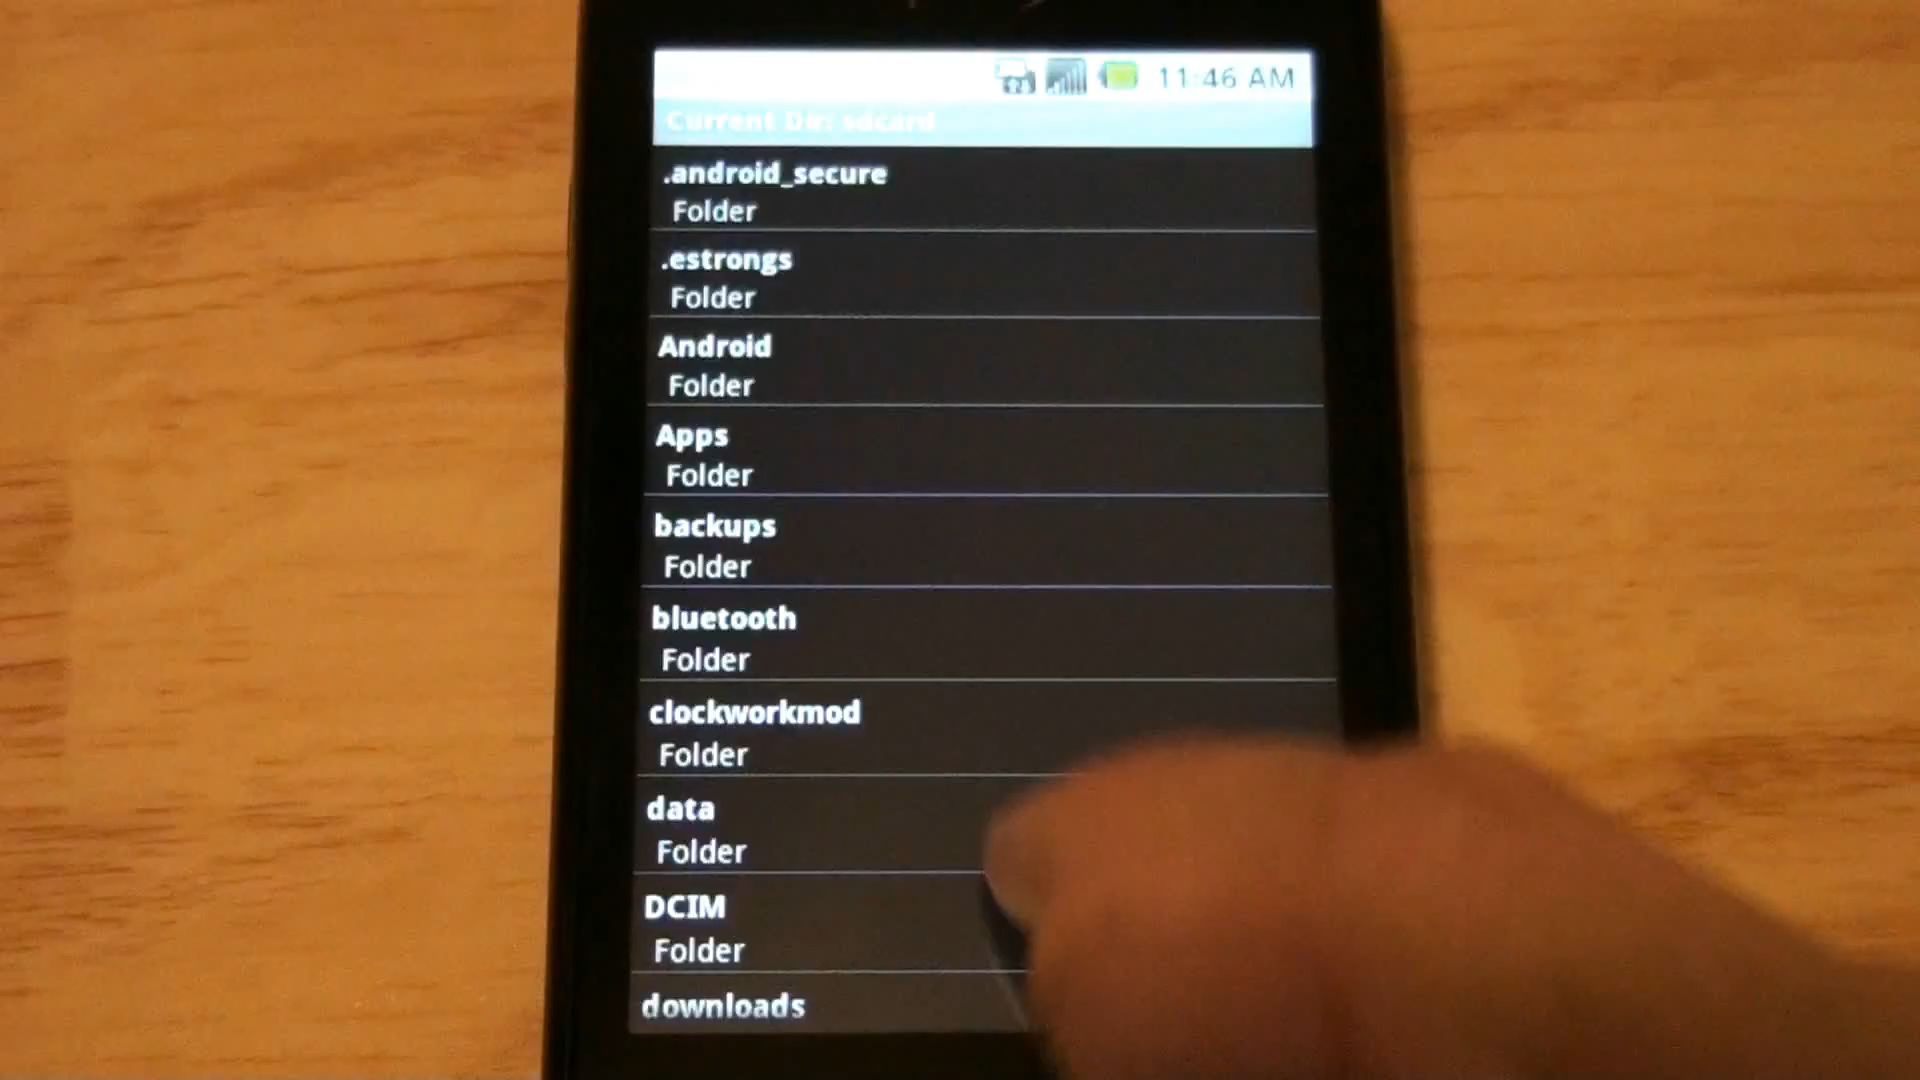 11:46 AM
Current Dir: sdcard
.android_secure
Folder
.estrongs
Folder
Android
Folder
Apps
Folder
backups
Folder
bluetooth
Folder
clockworkmod
Folder
data
Folder
DCIM
Folder
downloads